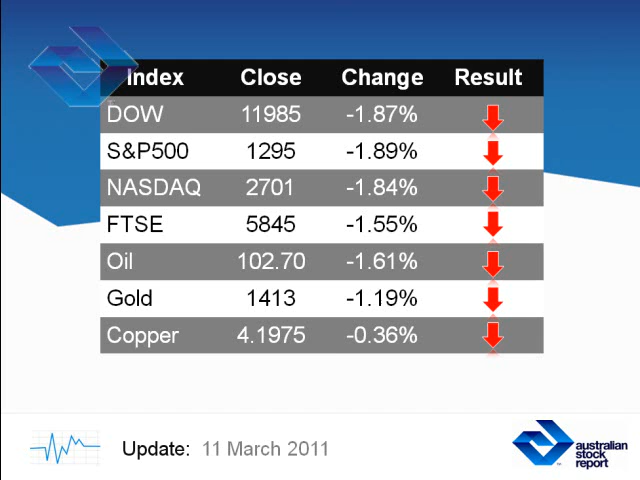 Index Close Change Result
DOW 11985 -1.87%
S&P500 1295 -1.89%
NASDAQ 2701 -1.84%
FTSE 5845 -1.55%
Oil 102.70 -1.61%
Gold 1413 -1.19%
Copper 4.1975 -0.36%
Update: 11 March 2011
australian
stock
report